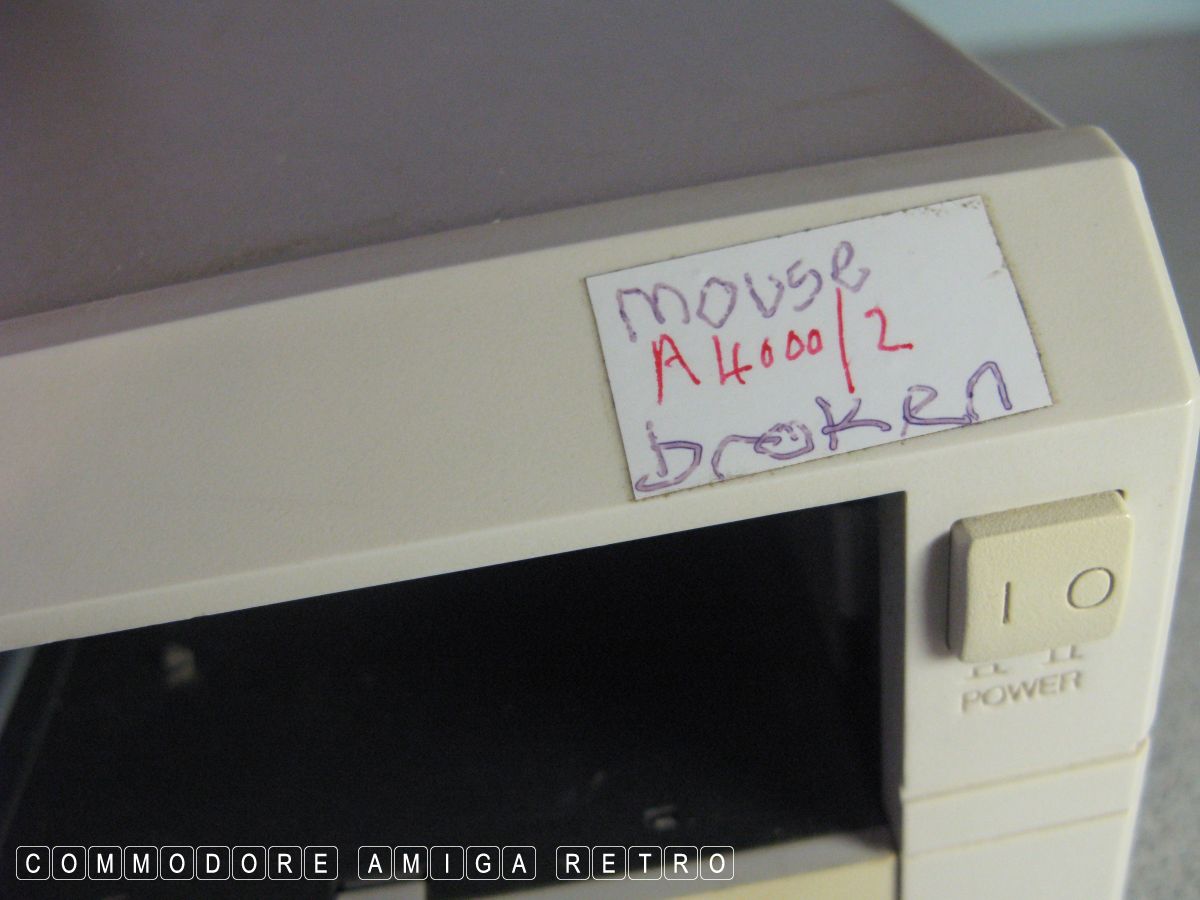 mouse
A4000/2
broken
I O
POWER
COMMODORE AMIGA RETRO